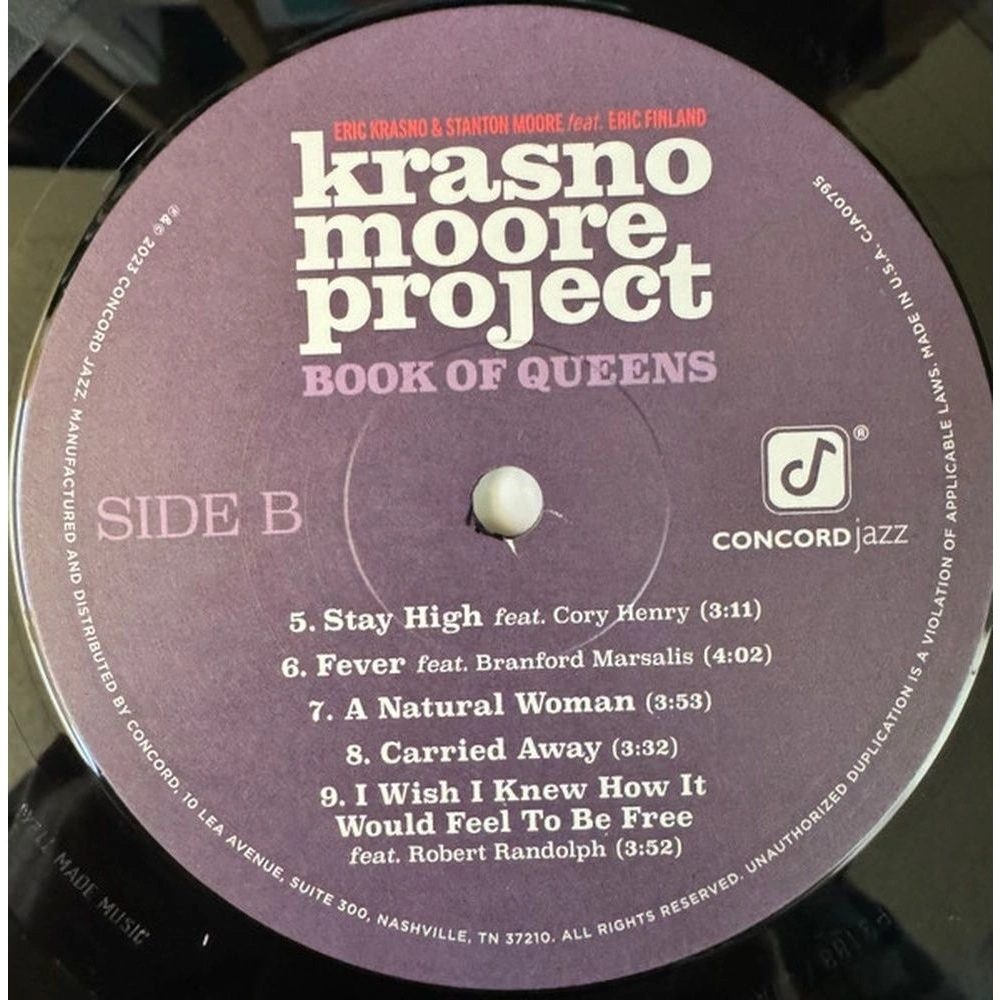 ERIC KRASNO & STANTON MOORE feat. ERIC FINLAND
krasno
moore
project
BOOK OF QUEENS
SIDE B
®
CONCORD jazz
5. Stay High feat. Cory Henry (3:11)
6. Fever feat. Branford Marsalis (4:02)
7. A Natural Woman (3:53)
8. Carried Away (3:32)
9. I Wish I Knew How It
Would Feel To Be Free
feat. Robert Randolph (3:52)
℗&© 2023 CONCORD JAZZ. MANUFACTURED AND DISTRIBUTED BY CONCORD, 10 LEA AVENUE, SUITE 300, NASHVILLE, TN 37210. ALL RIGHTS RESERVED. UNAUTHORIZED DUPLICATION IS A VIOLATION OF APPLICABLE LAWS. MADE IN U.S.A. CJA00795
MADE MUSIC